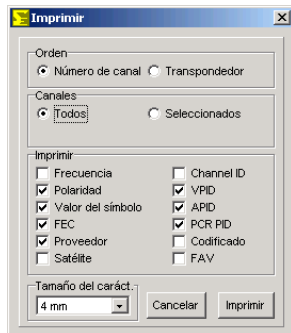 Imprimir
Orden
Número de canal Transpondedor
Canales
Todos Seleccionados
Imprimir
Frecuencia Channel ID
Polaridad VPID
Valor del símbolo APID
FEC PCR PID
Proveedor Codificado
Satélite FAV
Tamaño del caráct.
4 mm Cancelar Imprimir